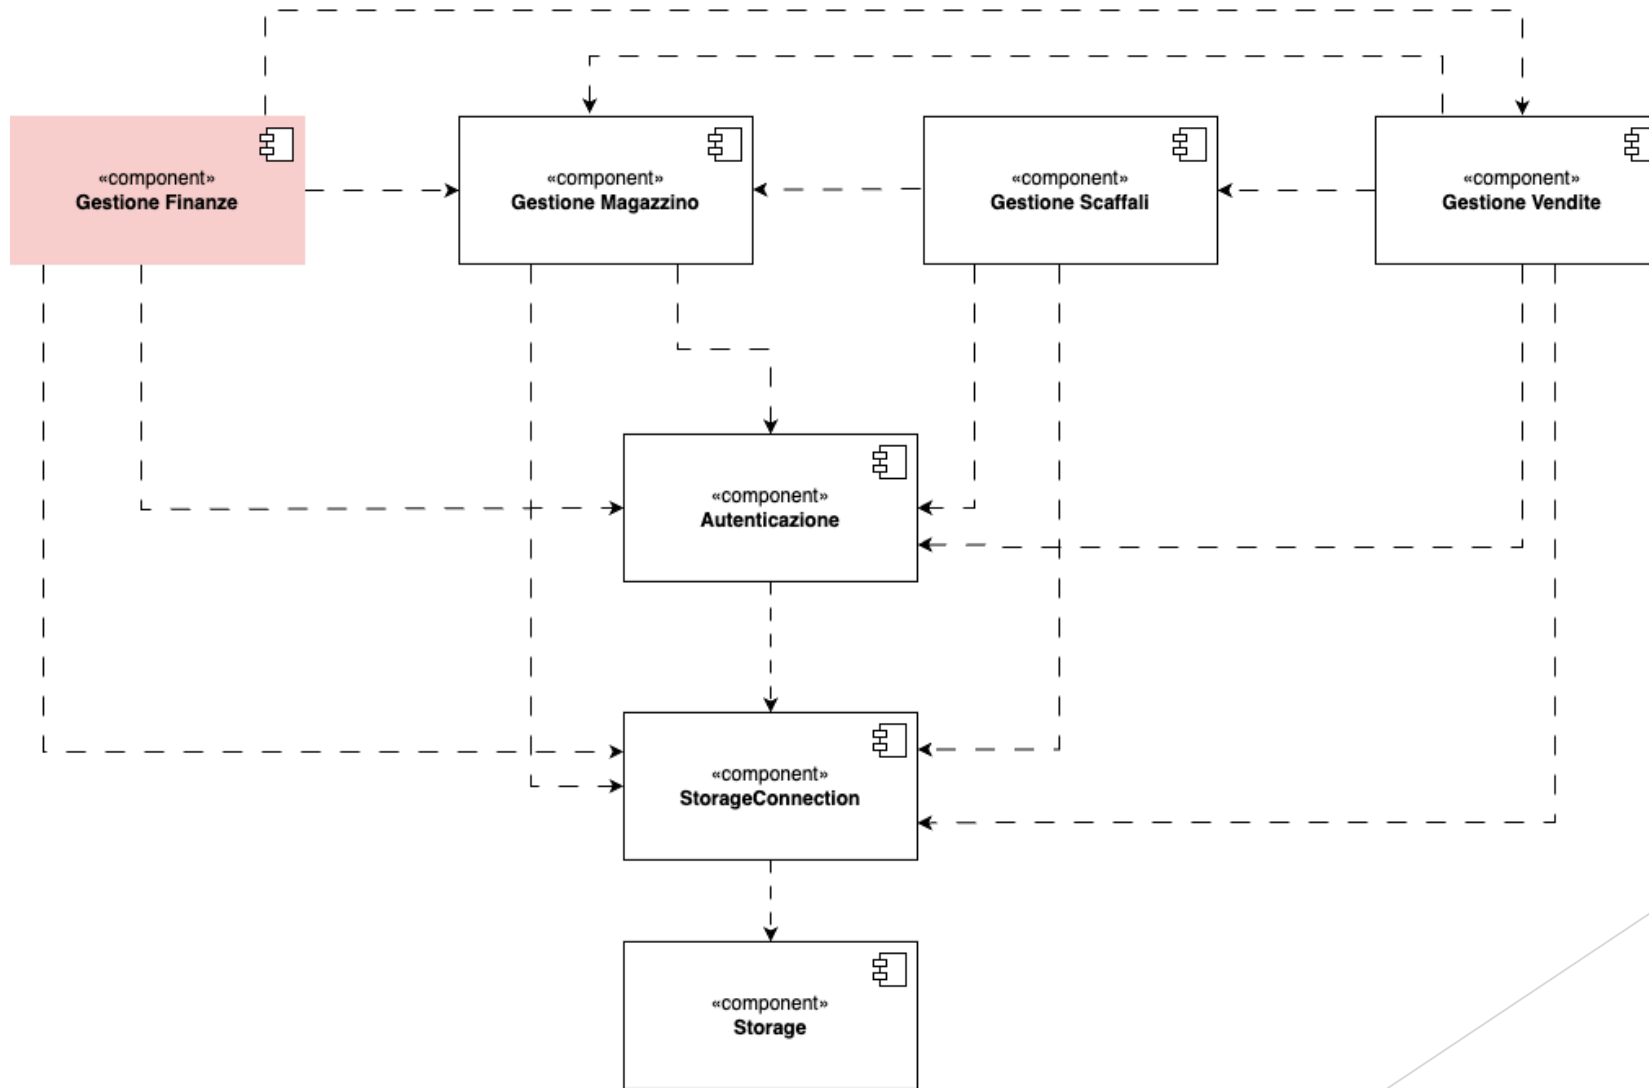 «component»
Gestione Finanze
«component»
Gestione Magazzino
«component»
Gestione Scaffali
«component»
Gestione Vendite
«component»
Autenticazione
«component»
StorageConnection
«component»
Storage